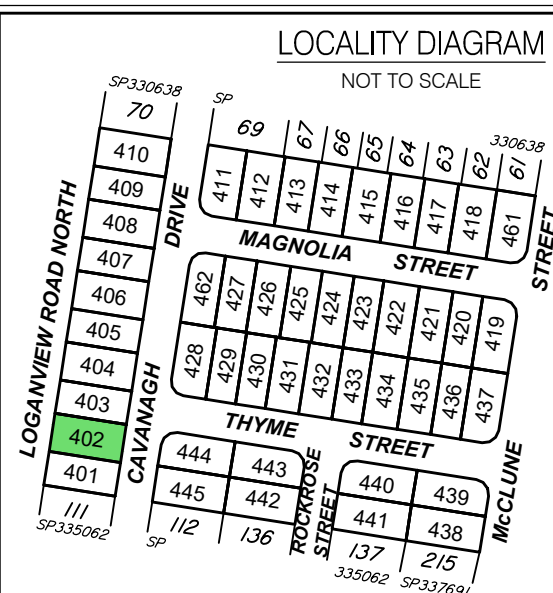 LOCALITY DIAGRAM
NOT TO SCALE
SP330638
70
410
409
408
407
406
405
404
403
402
401
111
SP335062
LOGANVIEW ROAD NORTH
CAVANAGH DRIVE
SP 330638
69 67 66 65 64 63 62 61
411 412 413 414 415 416 417 418 461
MAGNOLIA STREET
462 427 426 425 424 423 422 421 420 419
428 429 430 431 432 433 434 435 436 437
THYME STREET
444 443
445 442
SP 112 136
ROCKROSE STREET
440 439
441 438
137 215
335062 SP337691
McCLUNE STREET